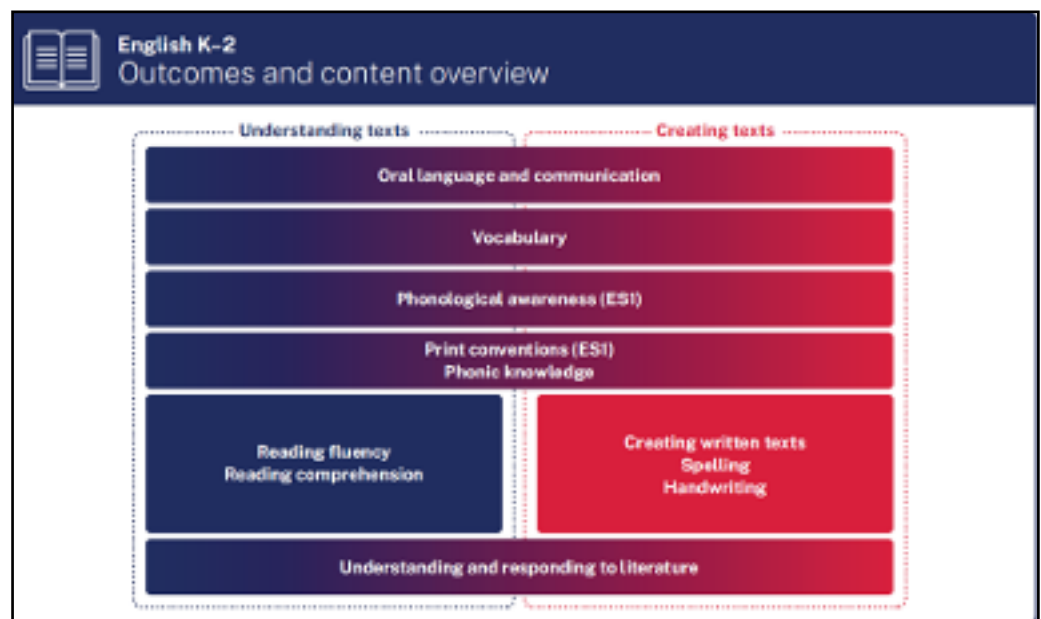 English K–2
Outcomes and content overview
Understanding texts
Creating texts
Oral language and communication
Vocabulary
Phonological awareness (ES1)
Print conventions (ES1)
Phonic knowledge
Reading fluency
Reading comprehension
Creating written texts
Spelling
Handwriting
Understanding and responding to literature